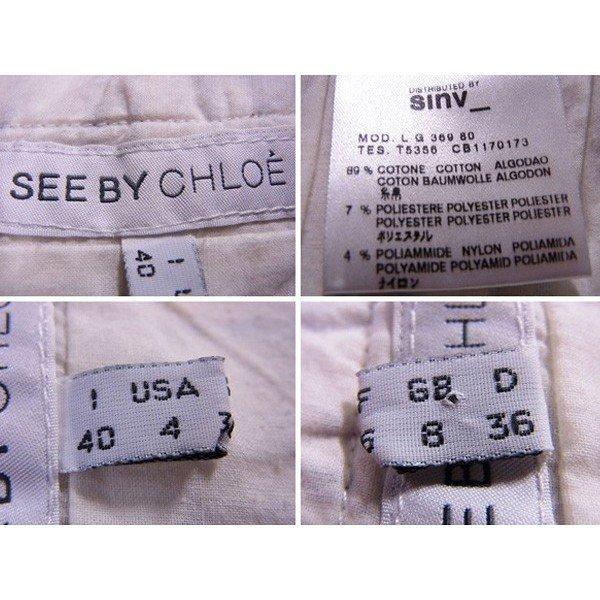 SEE BY CHLOÉ
I
40
DISTRIBUTED BY
sinv_
MOD. L G 369 80
TES. T5356 CB1170173
89 % COTONE COTTON ALGODAO
COTON BAUMWOLLE ALGODON
7 % POLIESTERE POLYESTER POLIESTER
POLYESTER POLYESTER POLIESTER
ポリエステル
4 % POLIAMMIDE NYLON POLIAMIDA
POLYAMIDE POLYAMID POLIAMIDA
ナイロン
I USA
40 4 3
F GB D
6 8 36